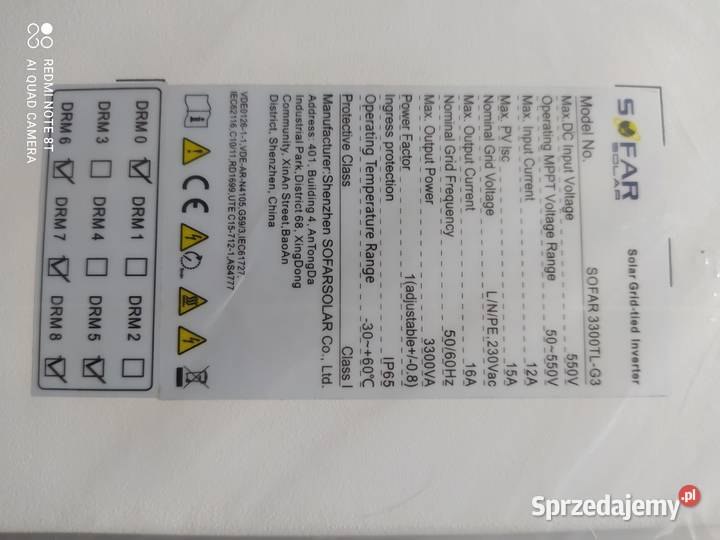 SOFAR
SOLAR
Solar Grid-tied Inverter
Model No. SOFAR 3300TL-G3
Max.DC Input Voltage 550V
Operating MPPT Voltage Range 50~550V
Max. Input Current 12A
Max. PV Isc 15A
Nominal Grid Voltage L/N/PE,230Vac
Max. Output Current 16A
Nominal Grid Frequency 50/60Hz
Max. Output Power 3300VA
Power Factor 1(adjustable+/-0.8)
Ingress protection IP65
Operating Temperature Range -30~+60℃
Protective Class Class I
Manufacturer:Shenzhen SOFARSOLAR Co., Ltd.
Address: 401, Building 4, AnTongDa
Industrial Park,District 68, XingDong
Community, XinAn Street,BaoAn
District, Shenzhen, China
VDE0126-1-1,VDE-AR-N4105,G59/3,IEC61727,
IEC62116,C10/11,RD1699,UTE C15-712-1,AS4777
CE
DRM 0 DRM 1 DRM 2
DRM 3 DRM 4 DRM 5
DRM 6 DRM 7 DRM 8
REDMI NOTE 8T
AI QUAD CAMERA
Sprzedajemy.pl